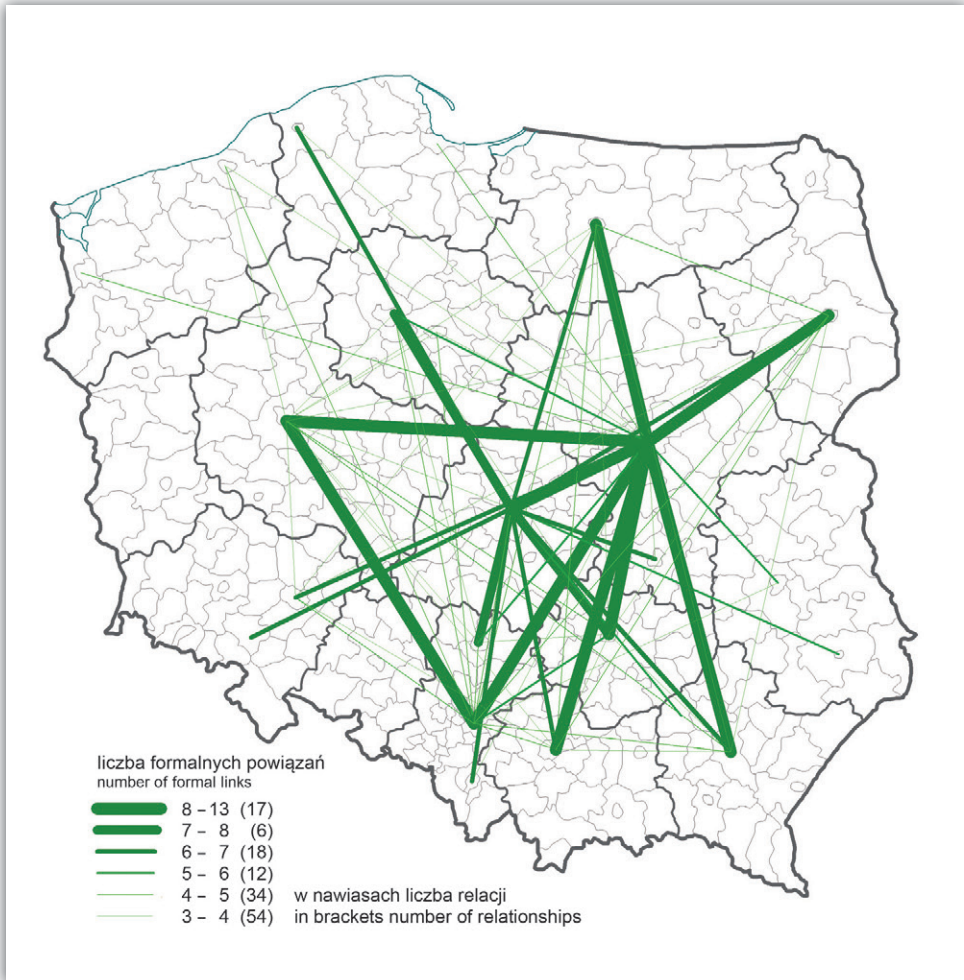 liczba formalnych powiązań
number of formal links
8 – 13 (17)
7 – 8 (6)
6 – 7 (18)
5 – 6 (12)
4 – 5 (34) w nawiasach liczba relacji
3 – 4 (54) in brackets number of relationships